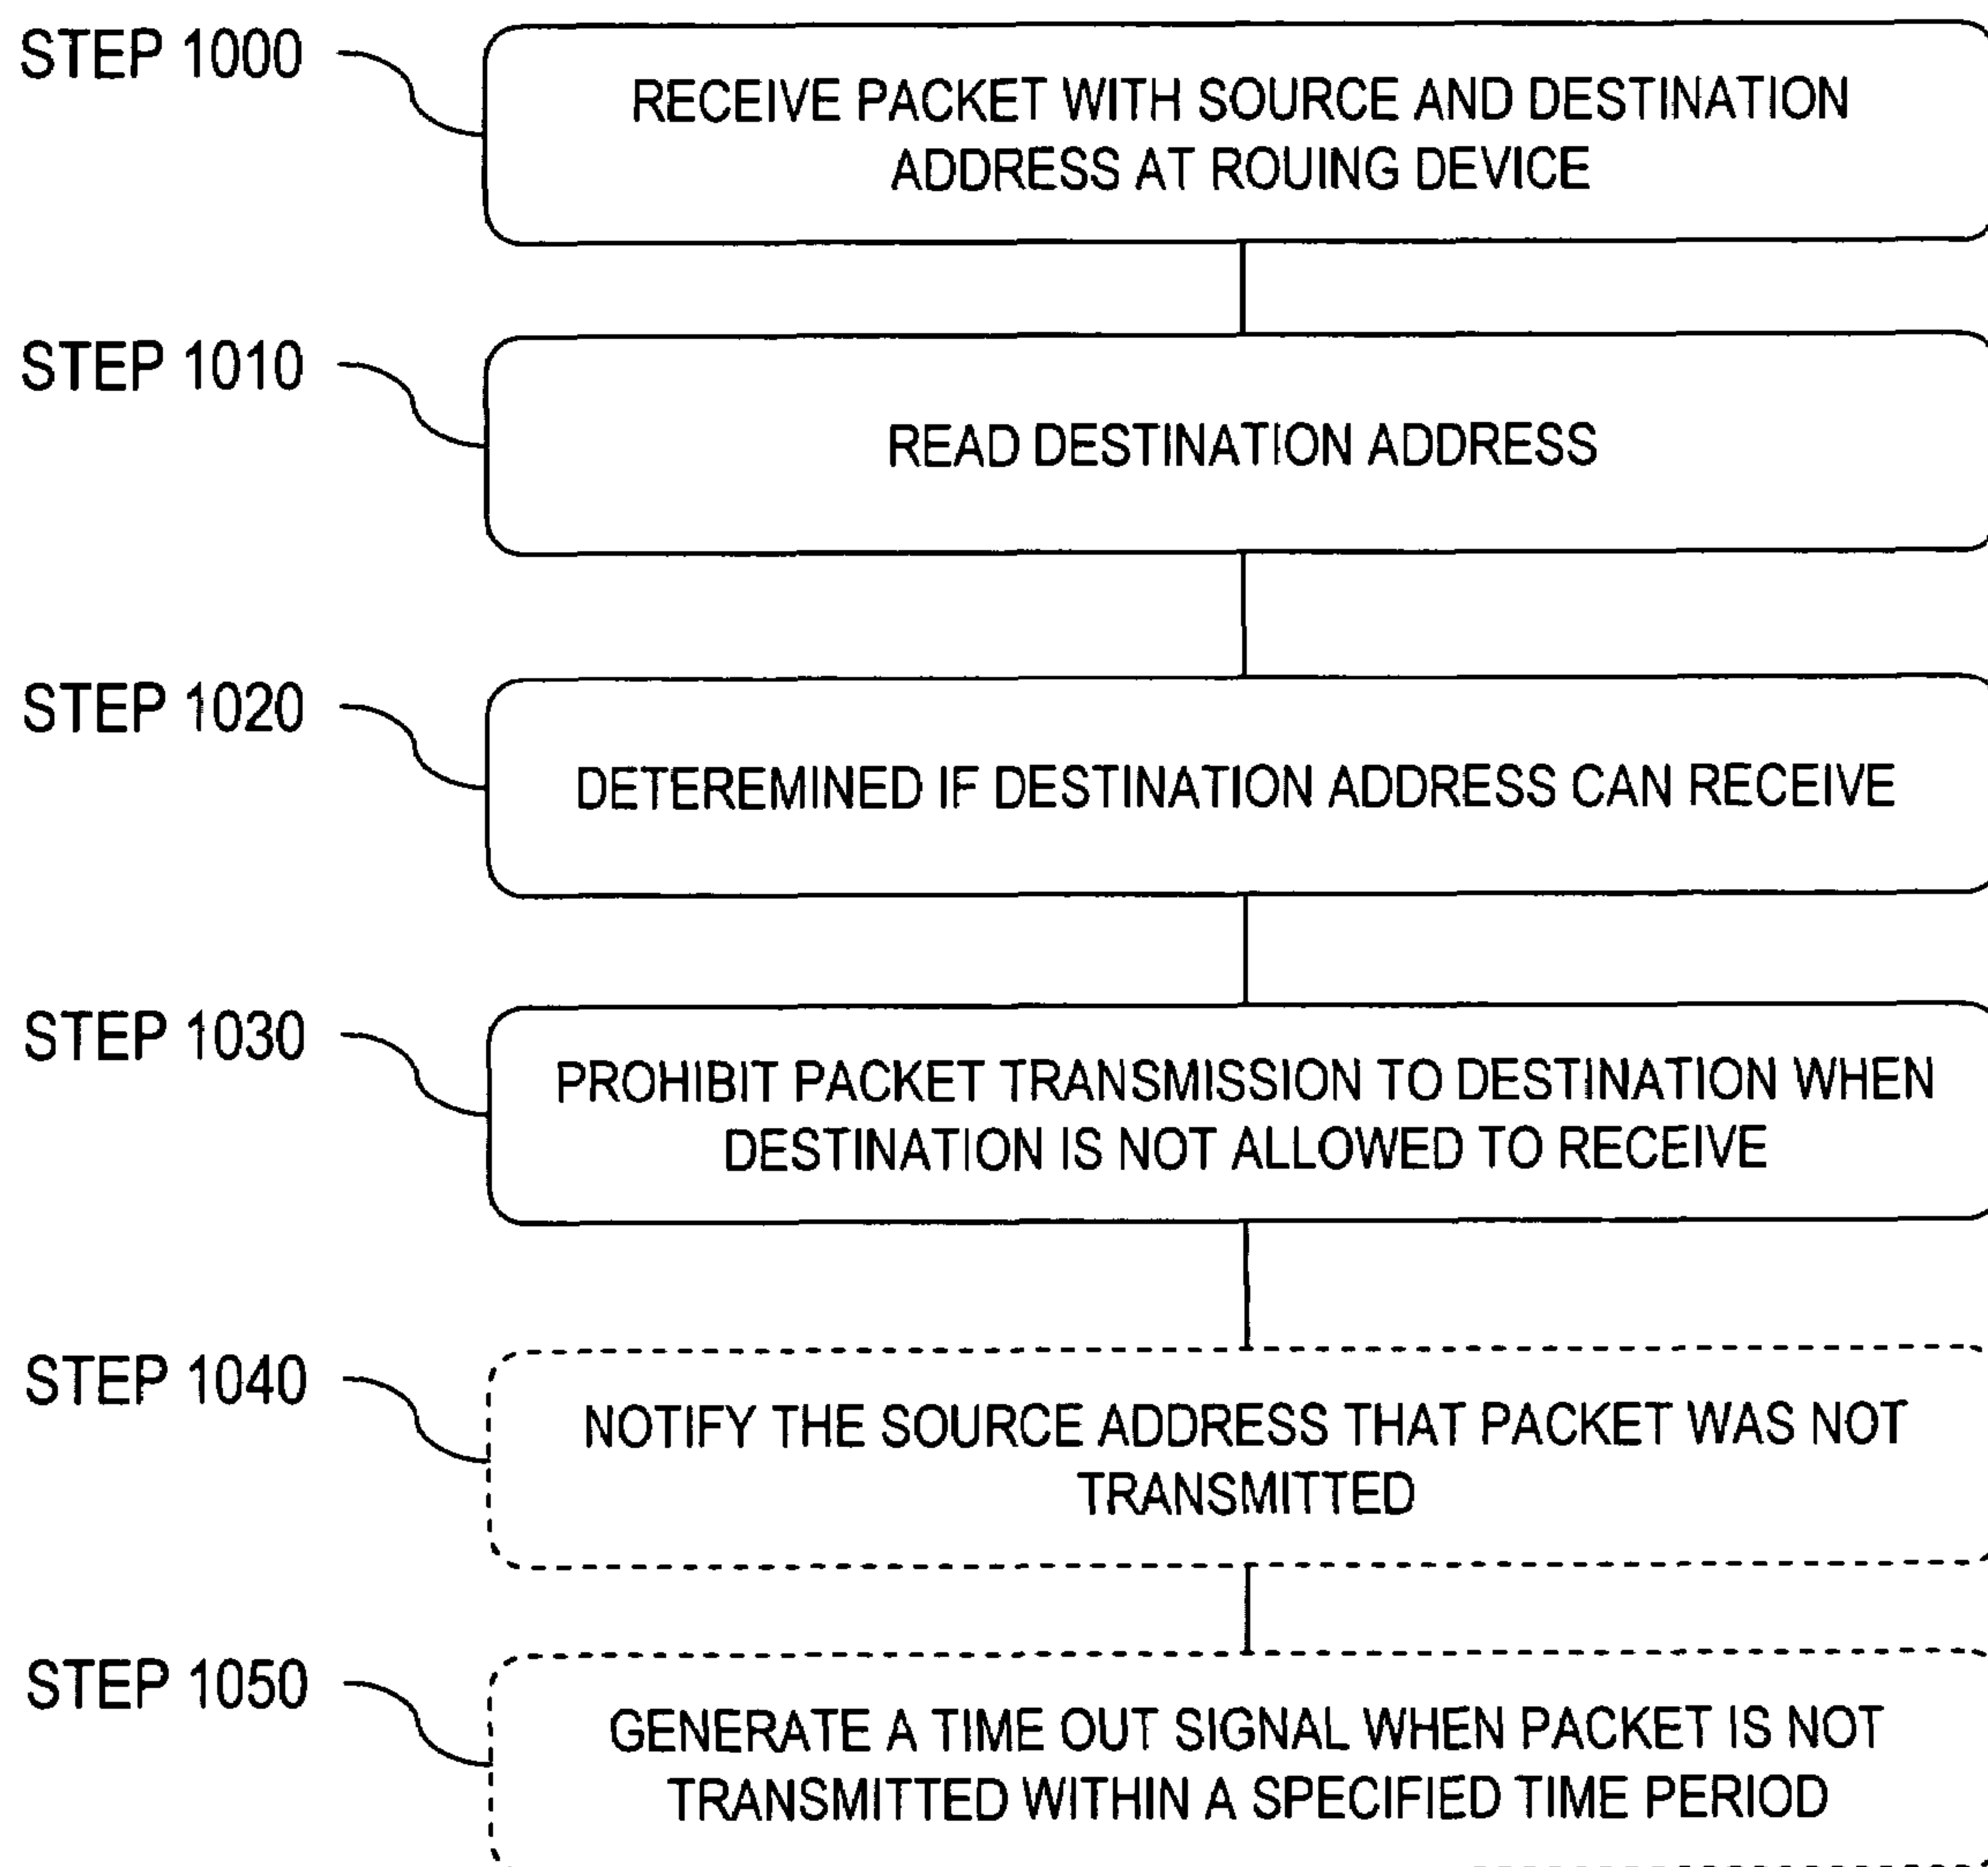 STEP 1000
RECEIVE PACKET WITH SOURCE AND DESTINATION
ADDRESS AT ROUING DEVICE
STEP 1010
READ DESTINATION ADDRESS
STEP 1020
DETEREMINED IF DESTINATION ADDRESS CAN RECEIVE
STEP 1030
PROHIBIT PACKET TRANSMISSION TO DESTINATION WHEN
DESTINATION IS NOT ALLOWED TO RECEIVE
STEP 1040
NOTIFY THE SOURCE ADDRESS THAT PACKET WAS NOT
TRANSMITTED
STEP 1050
GENERATE A TIME OUT SIGNAL WHEN PACKET IS NOT
TRANSMITTED WITHIN A SPECIFIED TIME PERIOD